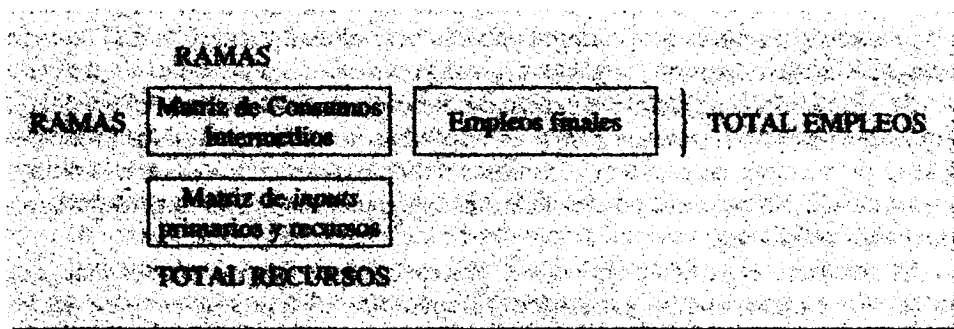 RAMAS
RAMAS
Matriz de Consumos
Intermedios
Empleos finales
TOTAL EMPLEOS
Matriz de inputs
primarios y recursos
TOTAL RECURSOS